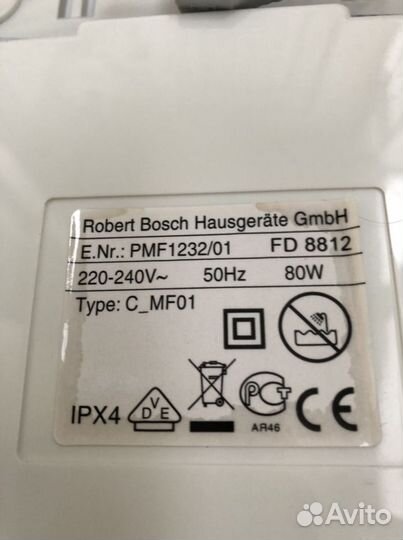 Robert Bosch Hausgeräte GmbH
E.Nr.: PMF1232/01 FD 8812
220-240V~ 50Hz 80W
Type: C_MF01
IPX4 VDE PCT CE
AR46
Avito